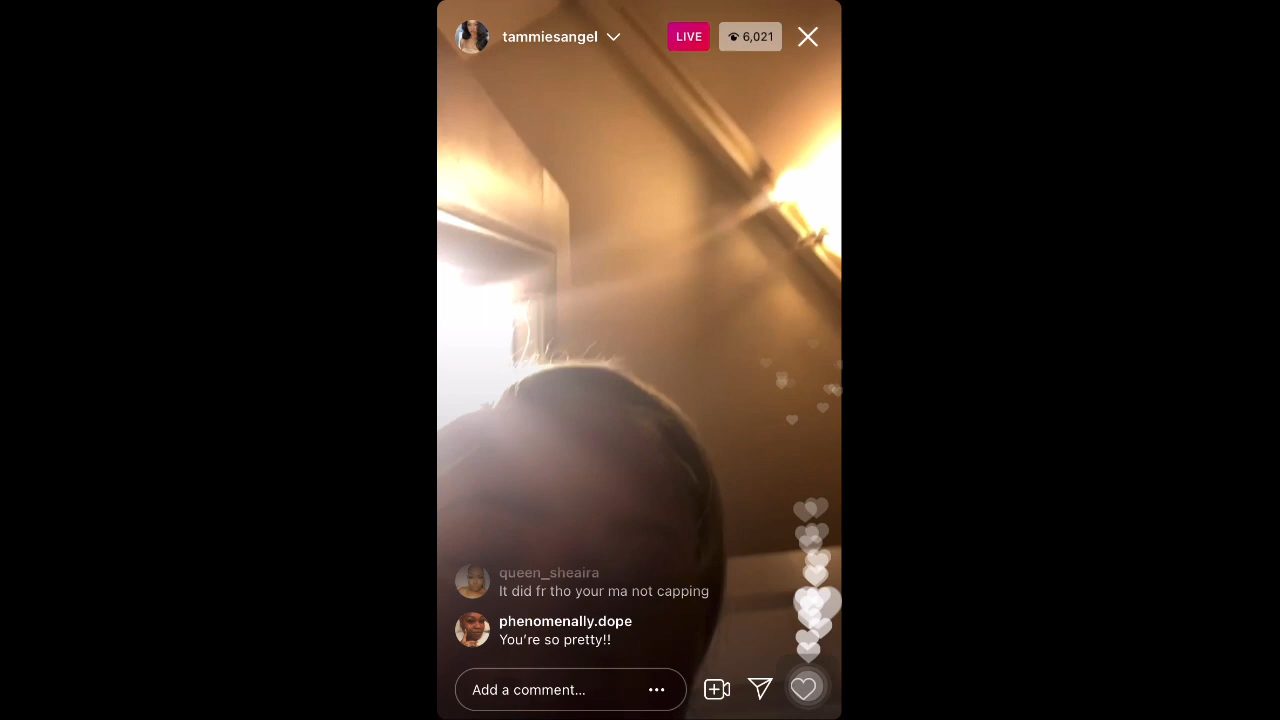 tammiesangel
LIVE
6,021
queen_sheaira
It did fr tho your ma not capping
phenomenally.dope
You’re so pretty!!
Add a comment...